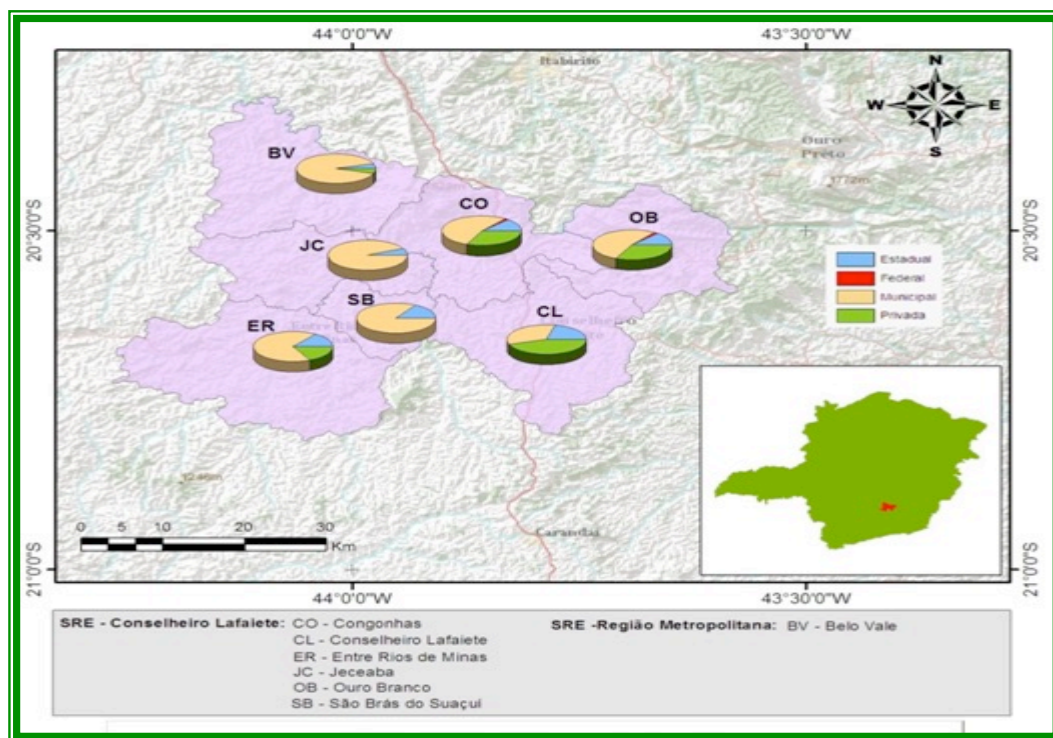 44°0'0"W 43°30'0"W
Itabirito
N
W E
S
Ouro
Preto
1772m
BV
CO
OB
20°30'0"S 20°30'0"S
JC
Estadual
Federal
Municipal
Privada
SB
CL
ER
1246m
Carandaí
0 5 10 20 30
Km
21°0'0"S 21°0'0"S
44°0'0"W 43°30'0"W
SRE - Conselheiro Lafaiete: CO - Congonhas
CL - Conselheiro Lafaiete
ER - Entre Rios de Minas
JC - Jeceaba
OB - Ouro Branco
SB - São Brás do Suaçuí
SRE -Região Metropolitana: BV - Belo Vale